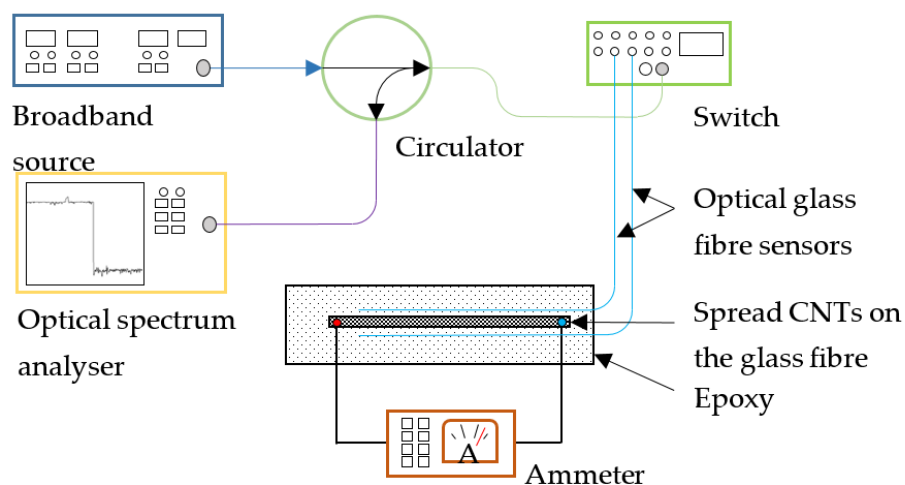 Broadband
source
Circulator
Switch
Optical glass
fibre sensors
Optical spectrum
analyser
Spread CNTs on
the glass fibre
Epoxy
A
Ammeter